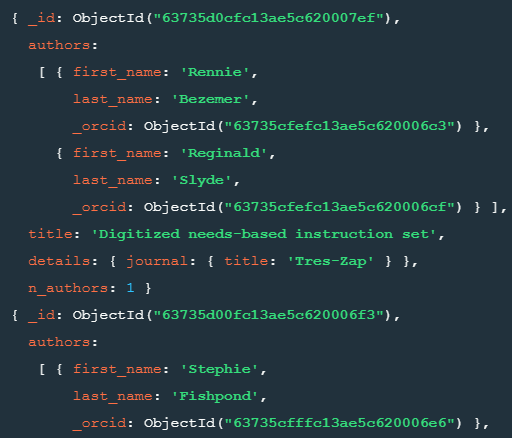 { _id: ObjectId("63735d0cfc13ae5c620007ef"),
authors:
[ { first_name: 'Rennie',
last_name: 'Bezemer',
_orcid: ObjectId("63735cfefc13ae5c620006c3") },
{ first_name: 'Reginald',
last_name: 'Slyde',
_orcid: ObjectId("63735cfefc13ae5c620006cf") } ],
title: 'Digitized needs-based instruction set',
details: { journal: { title: 'Tres-Zap' } },
n_authors: 1 }
{ _id: ObjectId("63735d00fc13ae5c620006f3"),
authors:
[ { first_name: 'Stephie',
last_name: 'Fishpond',
_orcid: ObjectId("63735cfffc13ae5c620006e6") },